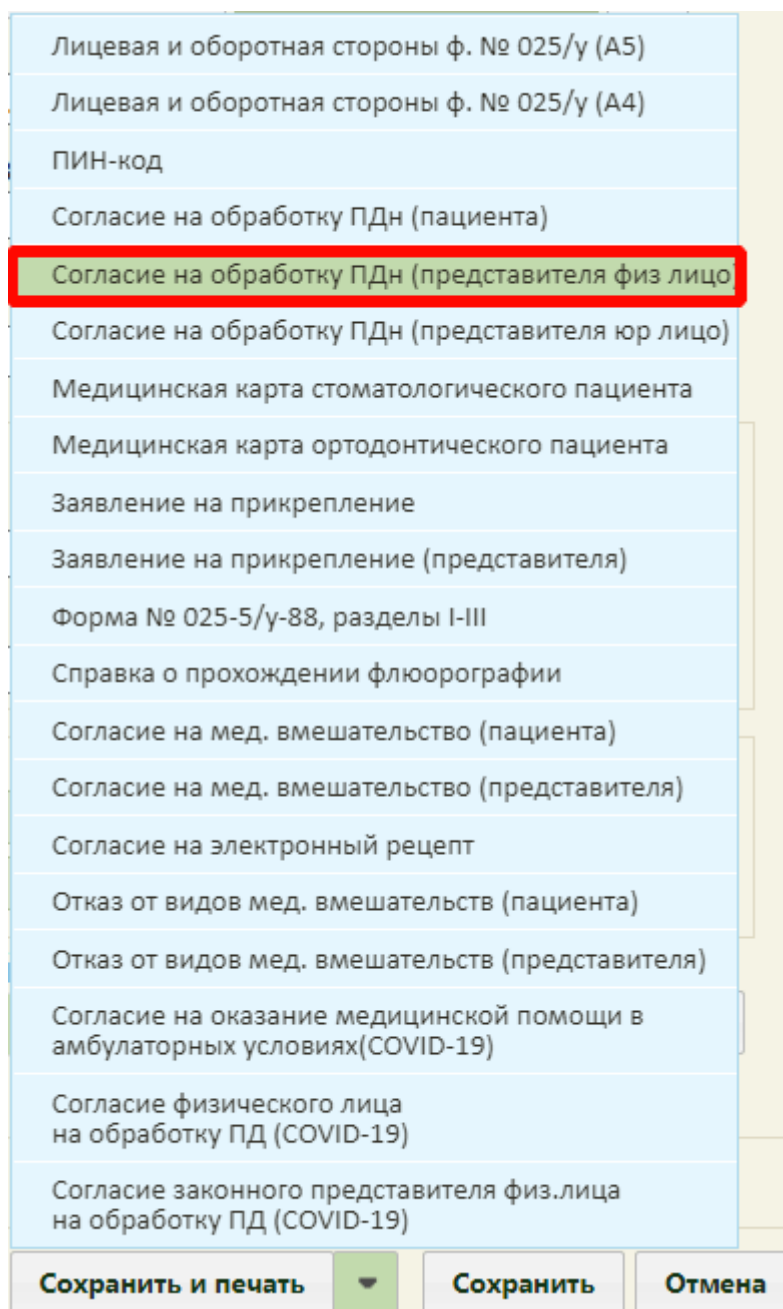 Лицевая и оборотная стороны ф. № 025/у (А5)
Лицевая и оборотная стороны ф. № 025/у (А4)
ПИН-код
Согласие на обработку ПДн (пациента)
Согласие на обработку ПДн (представителя физ лицо)
Согласие на обработку ПДн (представителя юр лицо)
Медицинская карта стоматологического пациента
Медицинская карта ортодонтического пациента
Заявление на прикрепление
Заявление на прикрепление (представителя)
Форма № 025-5/у-88, разделы I-III
Справка о прохождении флюорографии
Согласие на мед. вмешательство (пациента)
Согласие на мед. вмешательство (представителя)
Согласие на электронный рецепт
Отказ от видов мед. вмешательств (пациента)
Отказ от видов мед. вмешательств (представителя)
Согласие на оказание медицинской помощи в
амбулаторных условиях(COVID-19)
Согласие физического лица
на обработку ПД (COVID-19)
Согласие законного представителя физ.лица
на обработку ПД (COVID-19)
Сохранить и печать Сохранить Отмена